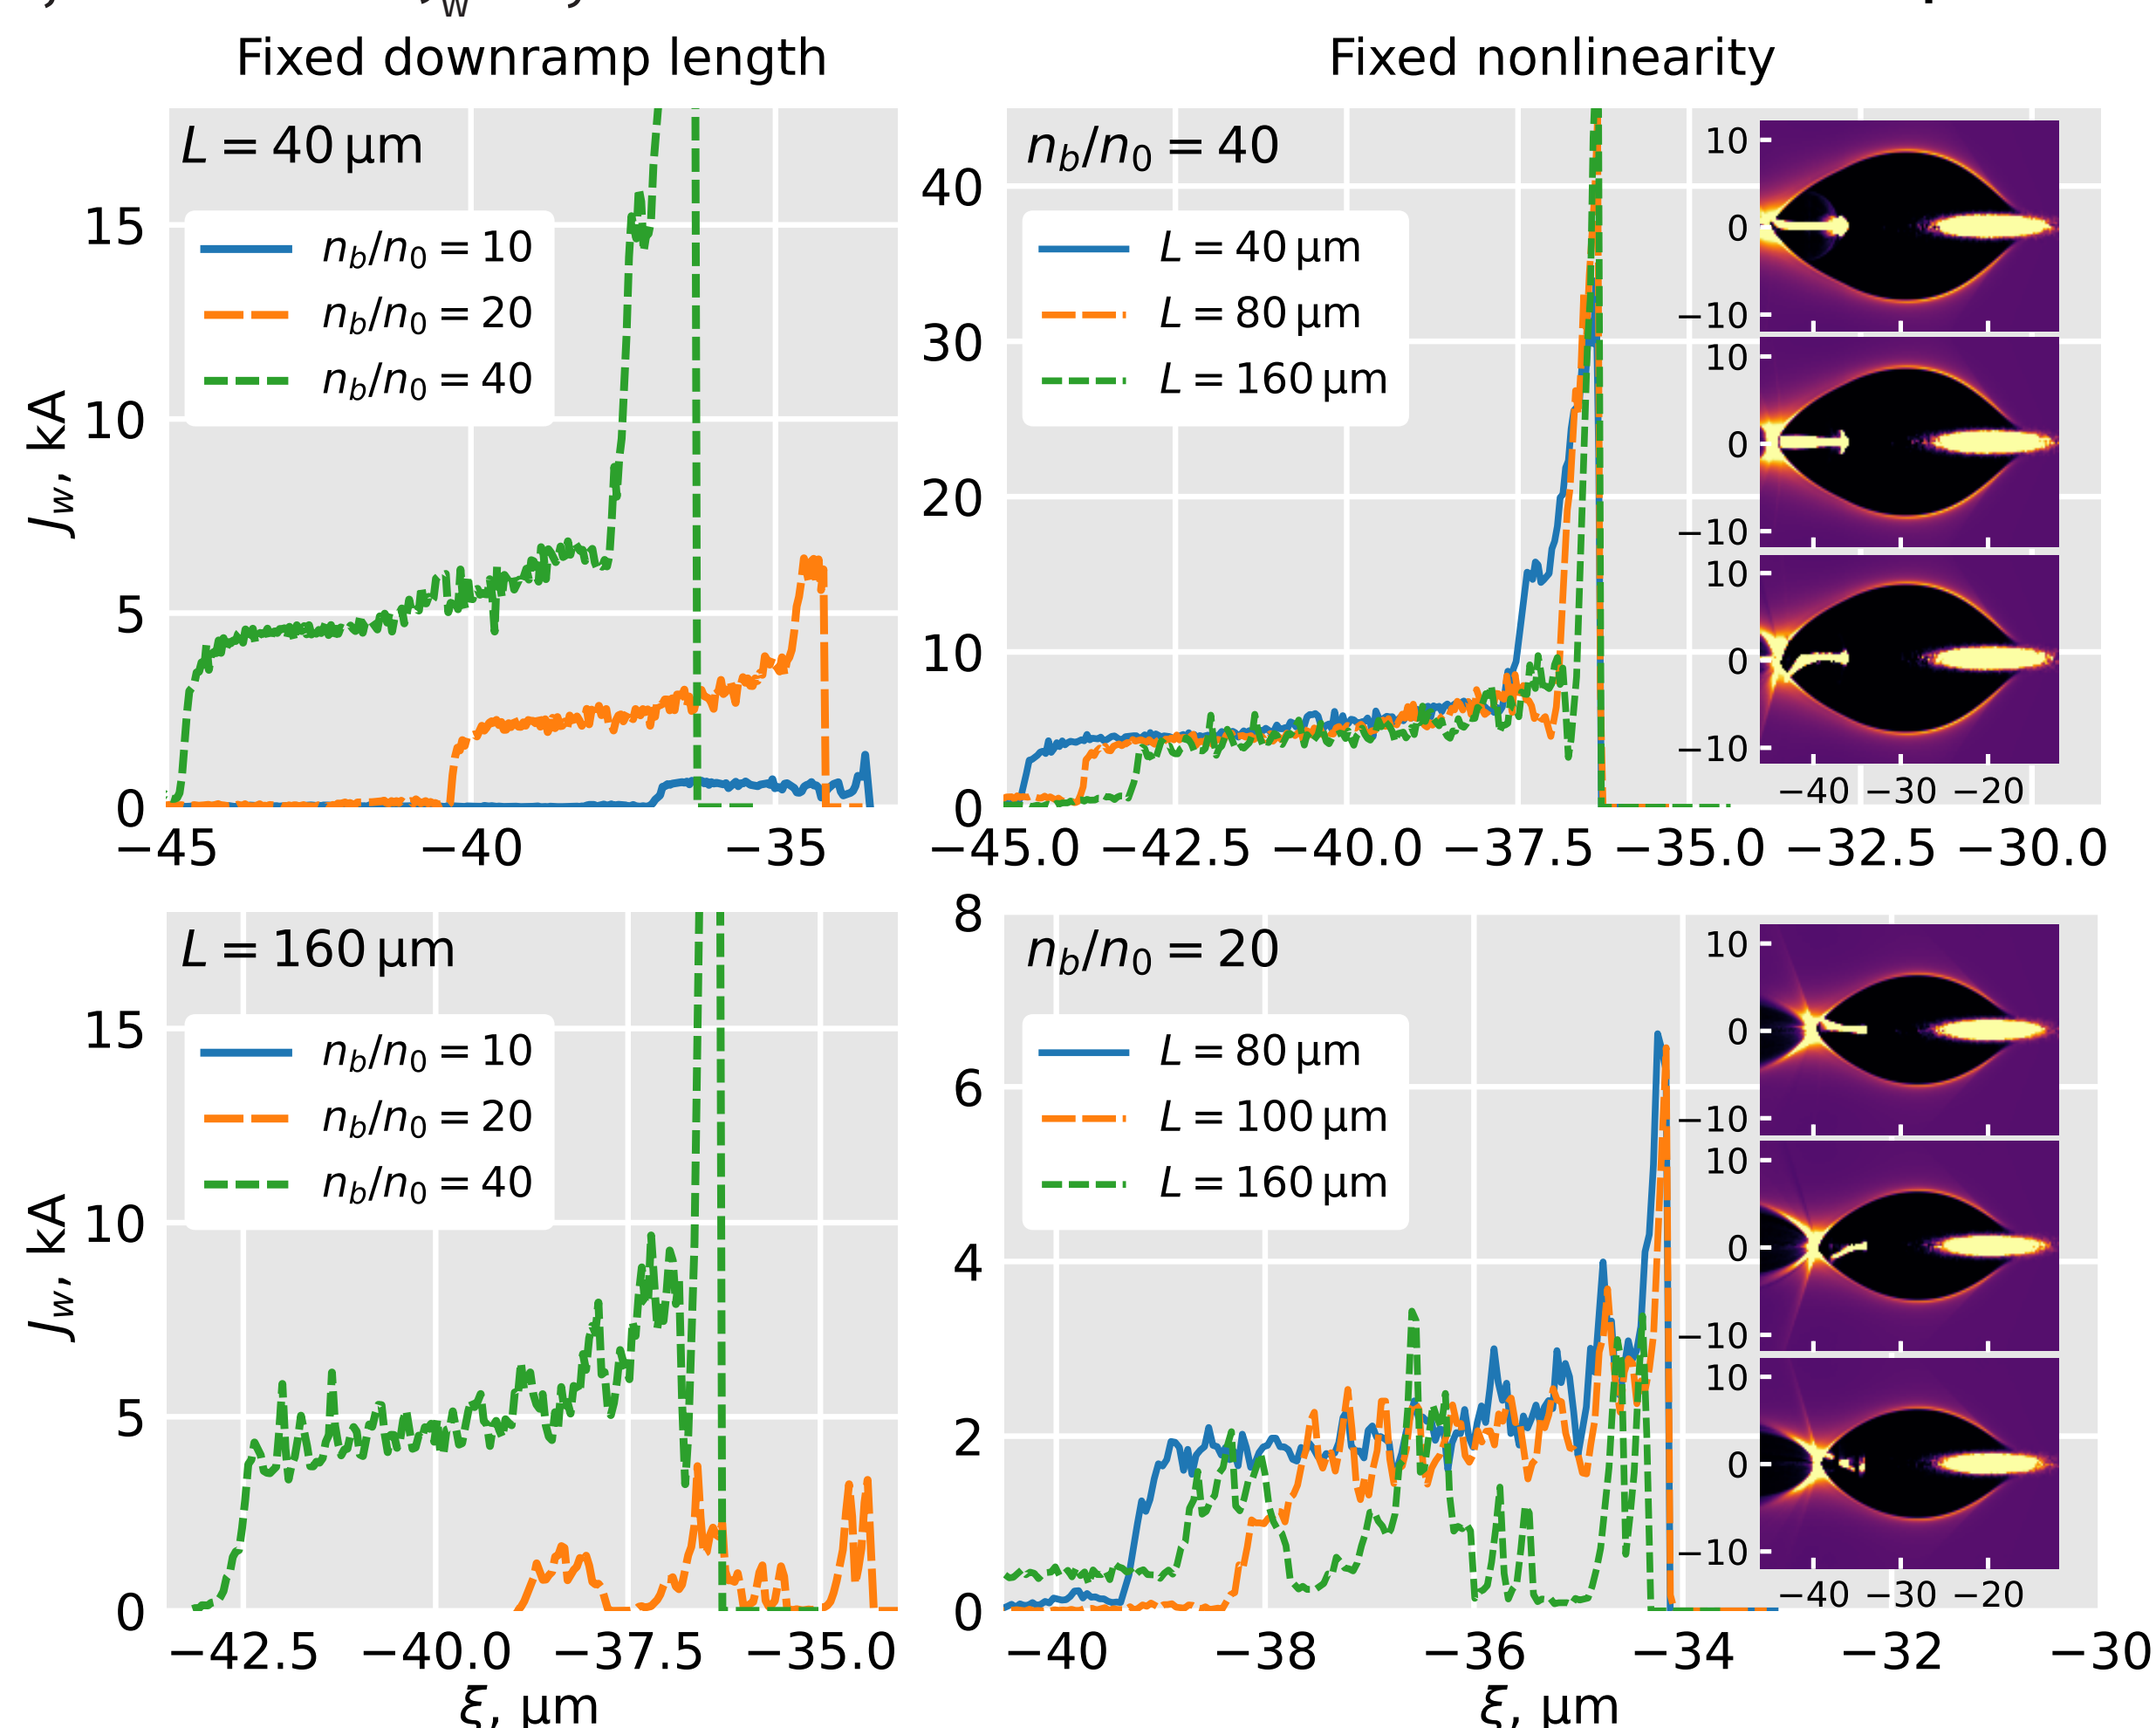 Fixed downramp length
Fixed nonlinearity
L = 40 μm
15
10
5
0
J_w, kA
n_b/n_0 = 10
n_b/n_0 = 20
n_b/n_0 = 40
−45
−40
−35
n_b/n_0 = 40
40
30
20
10
0
L = 40 μm
L = 80 μm
L = 160 μm
10
0
−10
10
0
−10
10
0
−10
−40
−30
−20
−45.0
−42.5
−40.0
−37.5
−35.0
−32.5
−30.0
L = 160 μm
15
10
5
0
J_w, kA
n_b/n_0 = 10
n_b/n_0 = 20
n_b/n_0 = 40
−42.5
−40.0
−37.5
−35.0
ξ, μm
n_b/n_0 = 20
8
6
4
2
0
L = 80 μm
L = 100 μm
L = 160 μm
10
0
−10
10
0
−10
10
0
−10
−40
−30
−20
−40
−38
−36
−34
−32
−30
ξ, μm